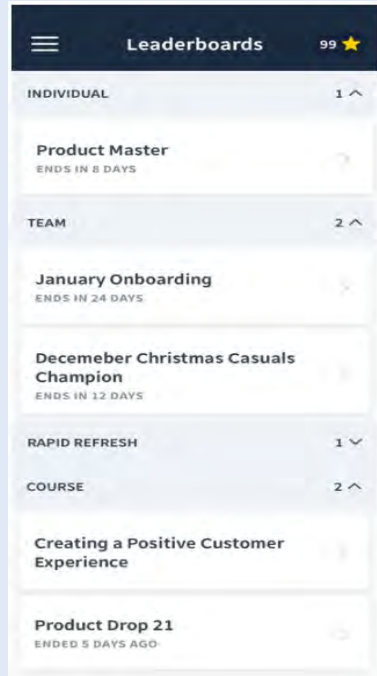 Leaderboards 99
INDIVIDUAL 1
Product Master
ENDS IN 8 DAYS
TEAM 2
January Onboarding
ENDS IN 24 DAYS
Decemeber Christmas Casuals
Champion
ENDS IN 12 DAYS
RAPID REFRESH 1
COURSE 2
Creating a Positive Customer
Experience
Product Drop 21
ENDED 5 DAYS AGO